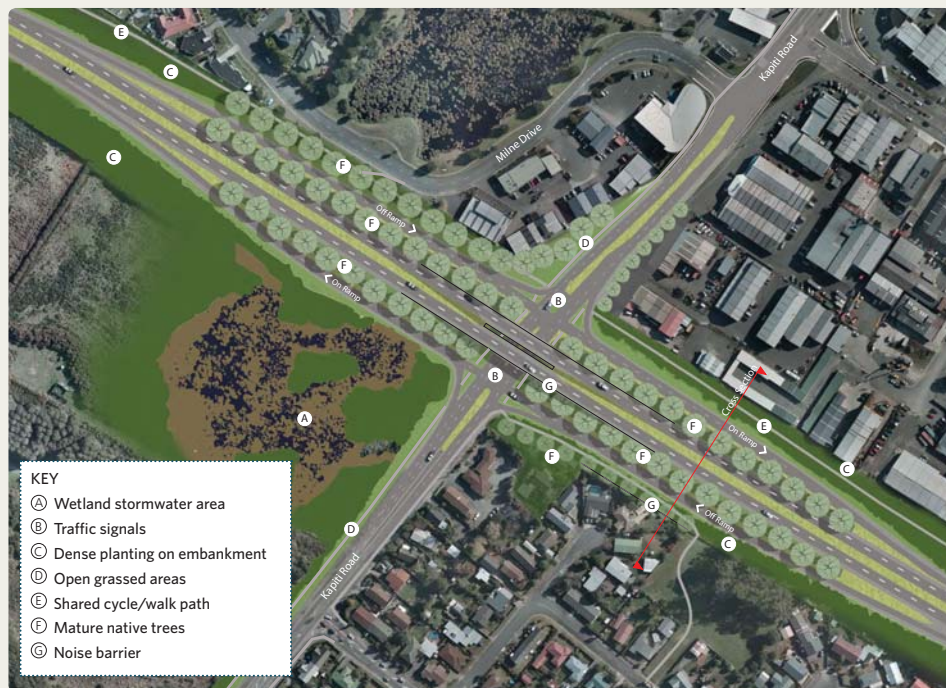 E
C
Kapiti Road
C
Milne Drive
F
Off Ramp
F
D
F
On Ramp
B
B
G
Cross Section
A
F
E
On Ramp
F
F
C
G
Off Ramp
D
C
Kapiti Road
KEY
A Wetland stormwater area
B Traffic signals
C Dense planting on embankment
D Open grassed areas
E Shared cycle/walk path
F Mature native trees
G Noise barrier